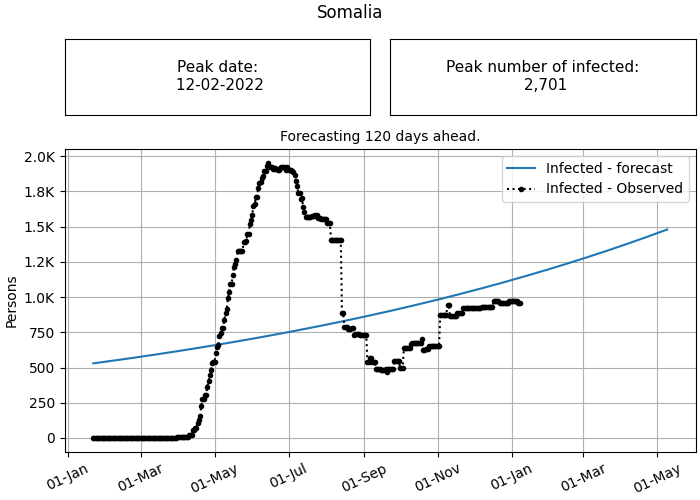 Somalia
Peak date:
12-02-2022
Peak number of infected:
2,701
Forecasting 120 days ahead.
Infected - forecast
Infected - Observed
Persons
2.0K
1.8K
1.5K
1.2K
1.0K
750
500
250
0
01-Jan
01-Mar
01-May
01-Jul
01-Sep
01-Nov
01-Jan
01-Mar
01-May